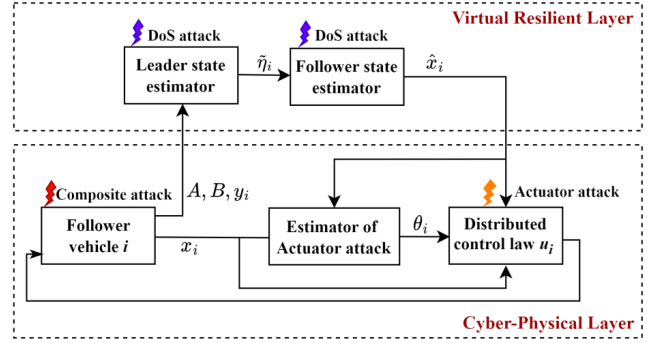 Virtual Resilient Layer
DoS attack
DoS attack
Leader state
estimator
η̃ᵢ
Follower state
estimator
x̂ᵢ
Composite attack
A, B, yᵢ
Actuator attack
Follower
vehicle i
xᵢ
Estimator of
Actuator attack
θᵢ
Distributed
control law uᵢ
Cyber-Physical Layer